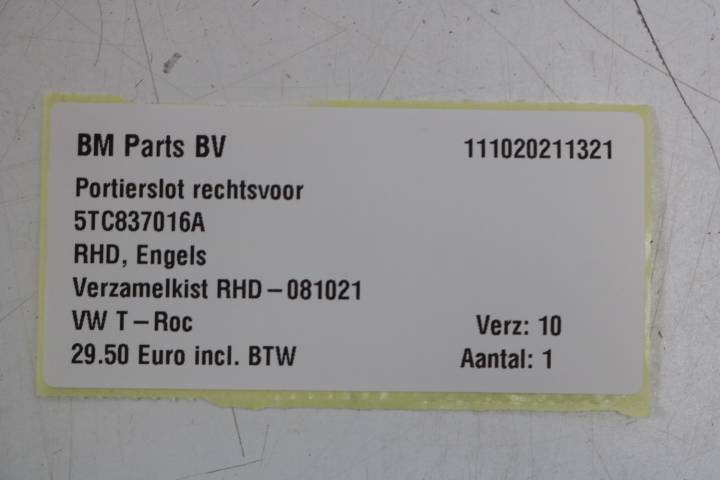 BM Parts BV 111020211321
Portierslot rechtsvoor
5TC837016A
RHD, Engels
Verzamelkist RHD-081021
VW T-Roc Verz: 10
29.50 Euro incl. BTW Aantal: 1